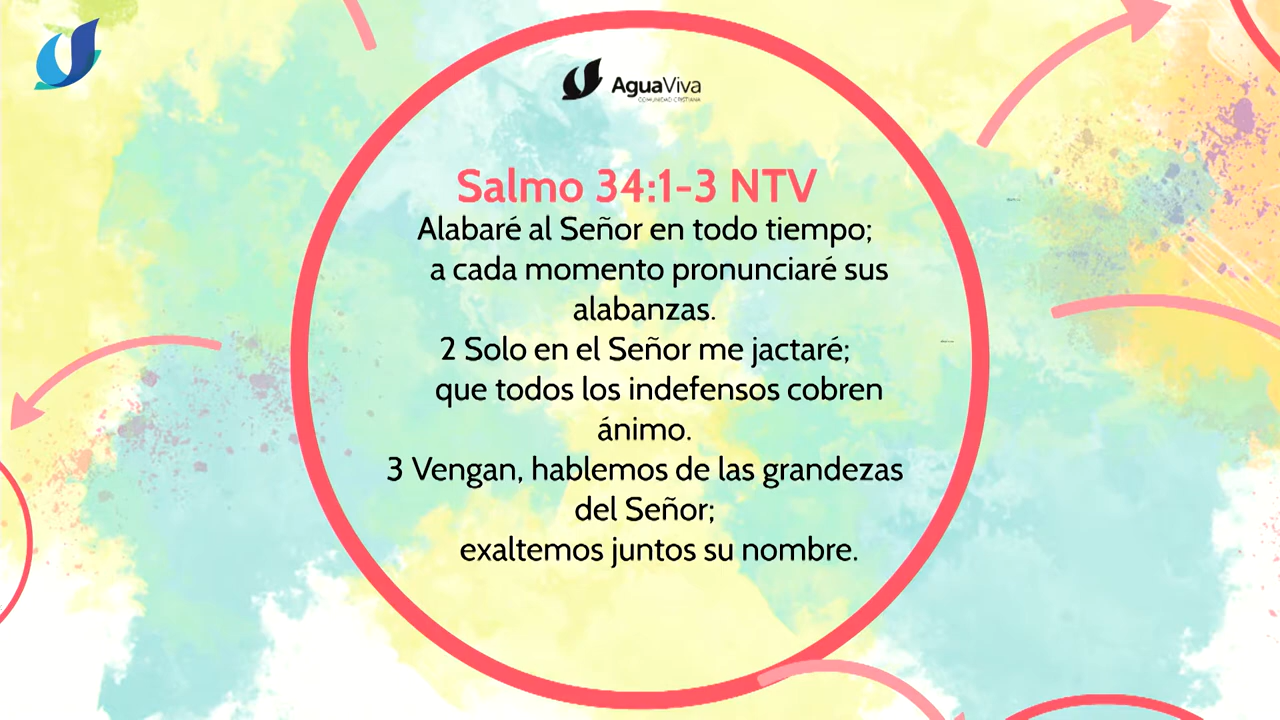 AguaViva
COMUNIDAD CRISTIANA
Salmo 34:1-3 NTV
Alabaré al Señor en todo tiempo;
a cada momento pronunciaré sus
alabanzas.
2 Solo en el Señor me jactaré;
que todos los indefensos cobren
ánimo.
3 Vengan, hablemos de las grandezas
del Señor;
exaltemos juntos su nombre.